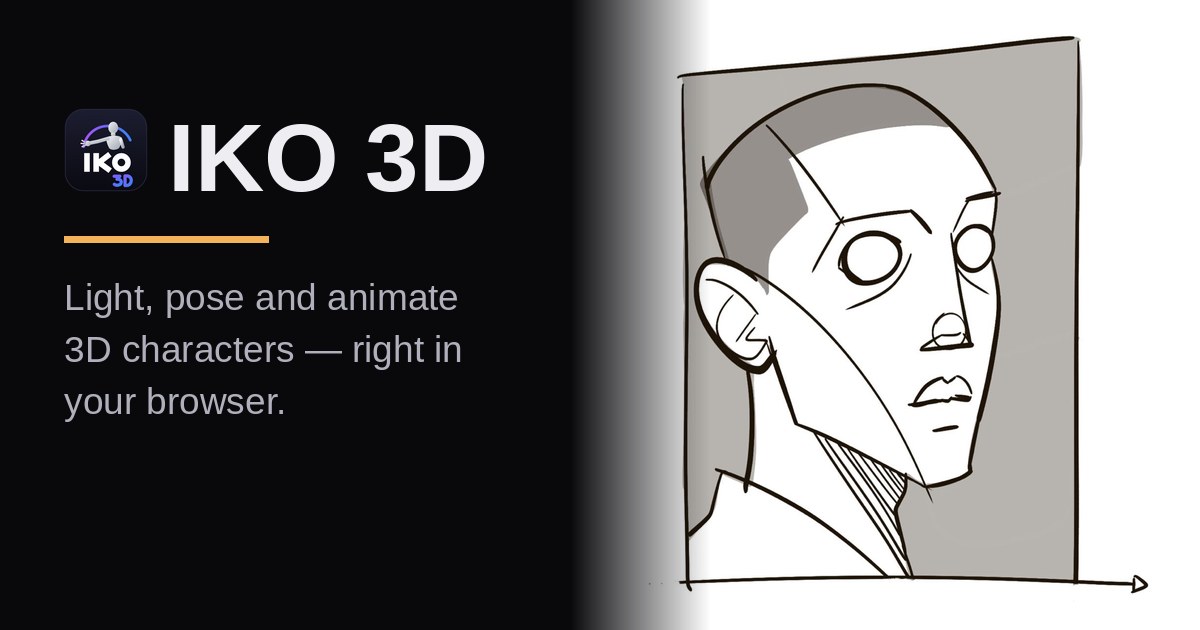 IKO
3D
IKO 3D
Light, pose and animate
3D characters — right in
your browser.